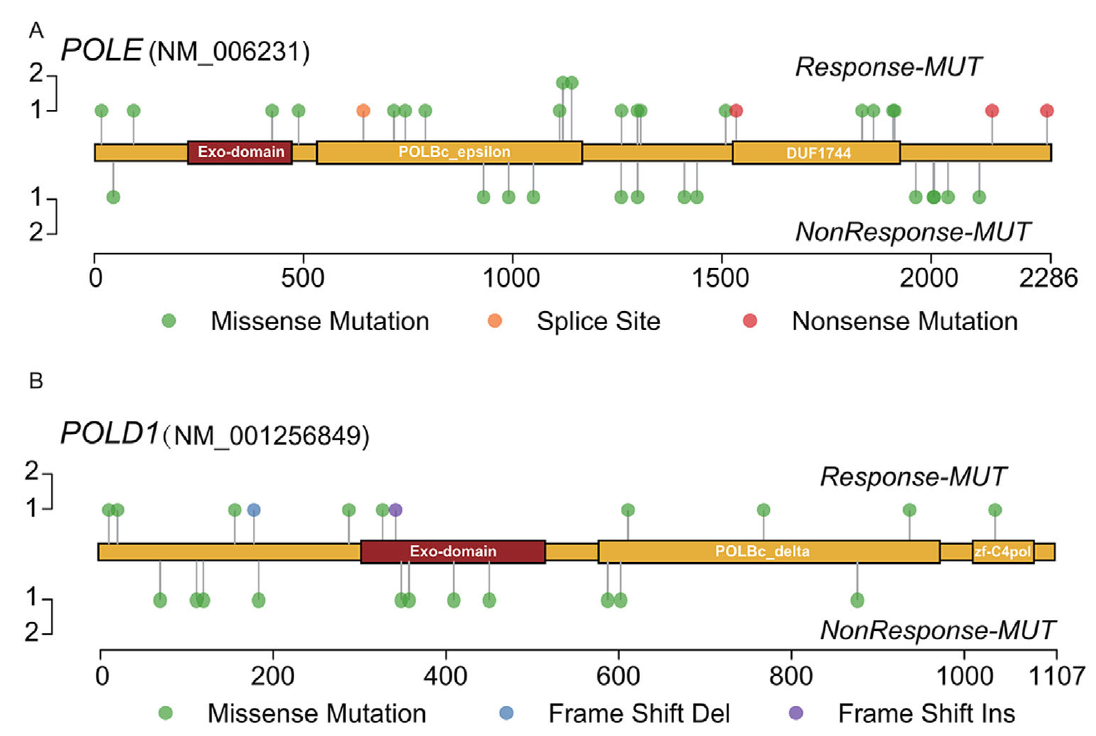 A
POLE (NM_006231)
Response-MUT
2
1
Exo-domain POLBc_epsilon DUF1744
1
2
NonResponse-MUT
0 500 1000 1500 2000 2286
Missense Mutation Splice Site Nonsense Mutation
B
POLD1(NM_001256849)
Response-MUT
2
1
Exo-domain POLBc_delta zf-C4pol
1
2
NonResponse-MUT
0 200 400 600 800 1000 1107
Missense Mutation Frame Shift Del Frame Shift Ins